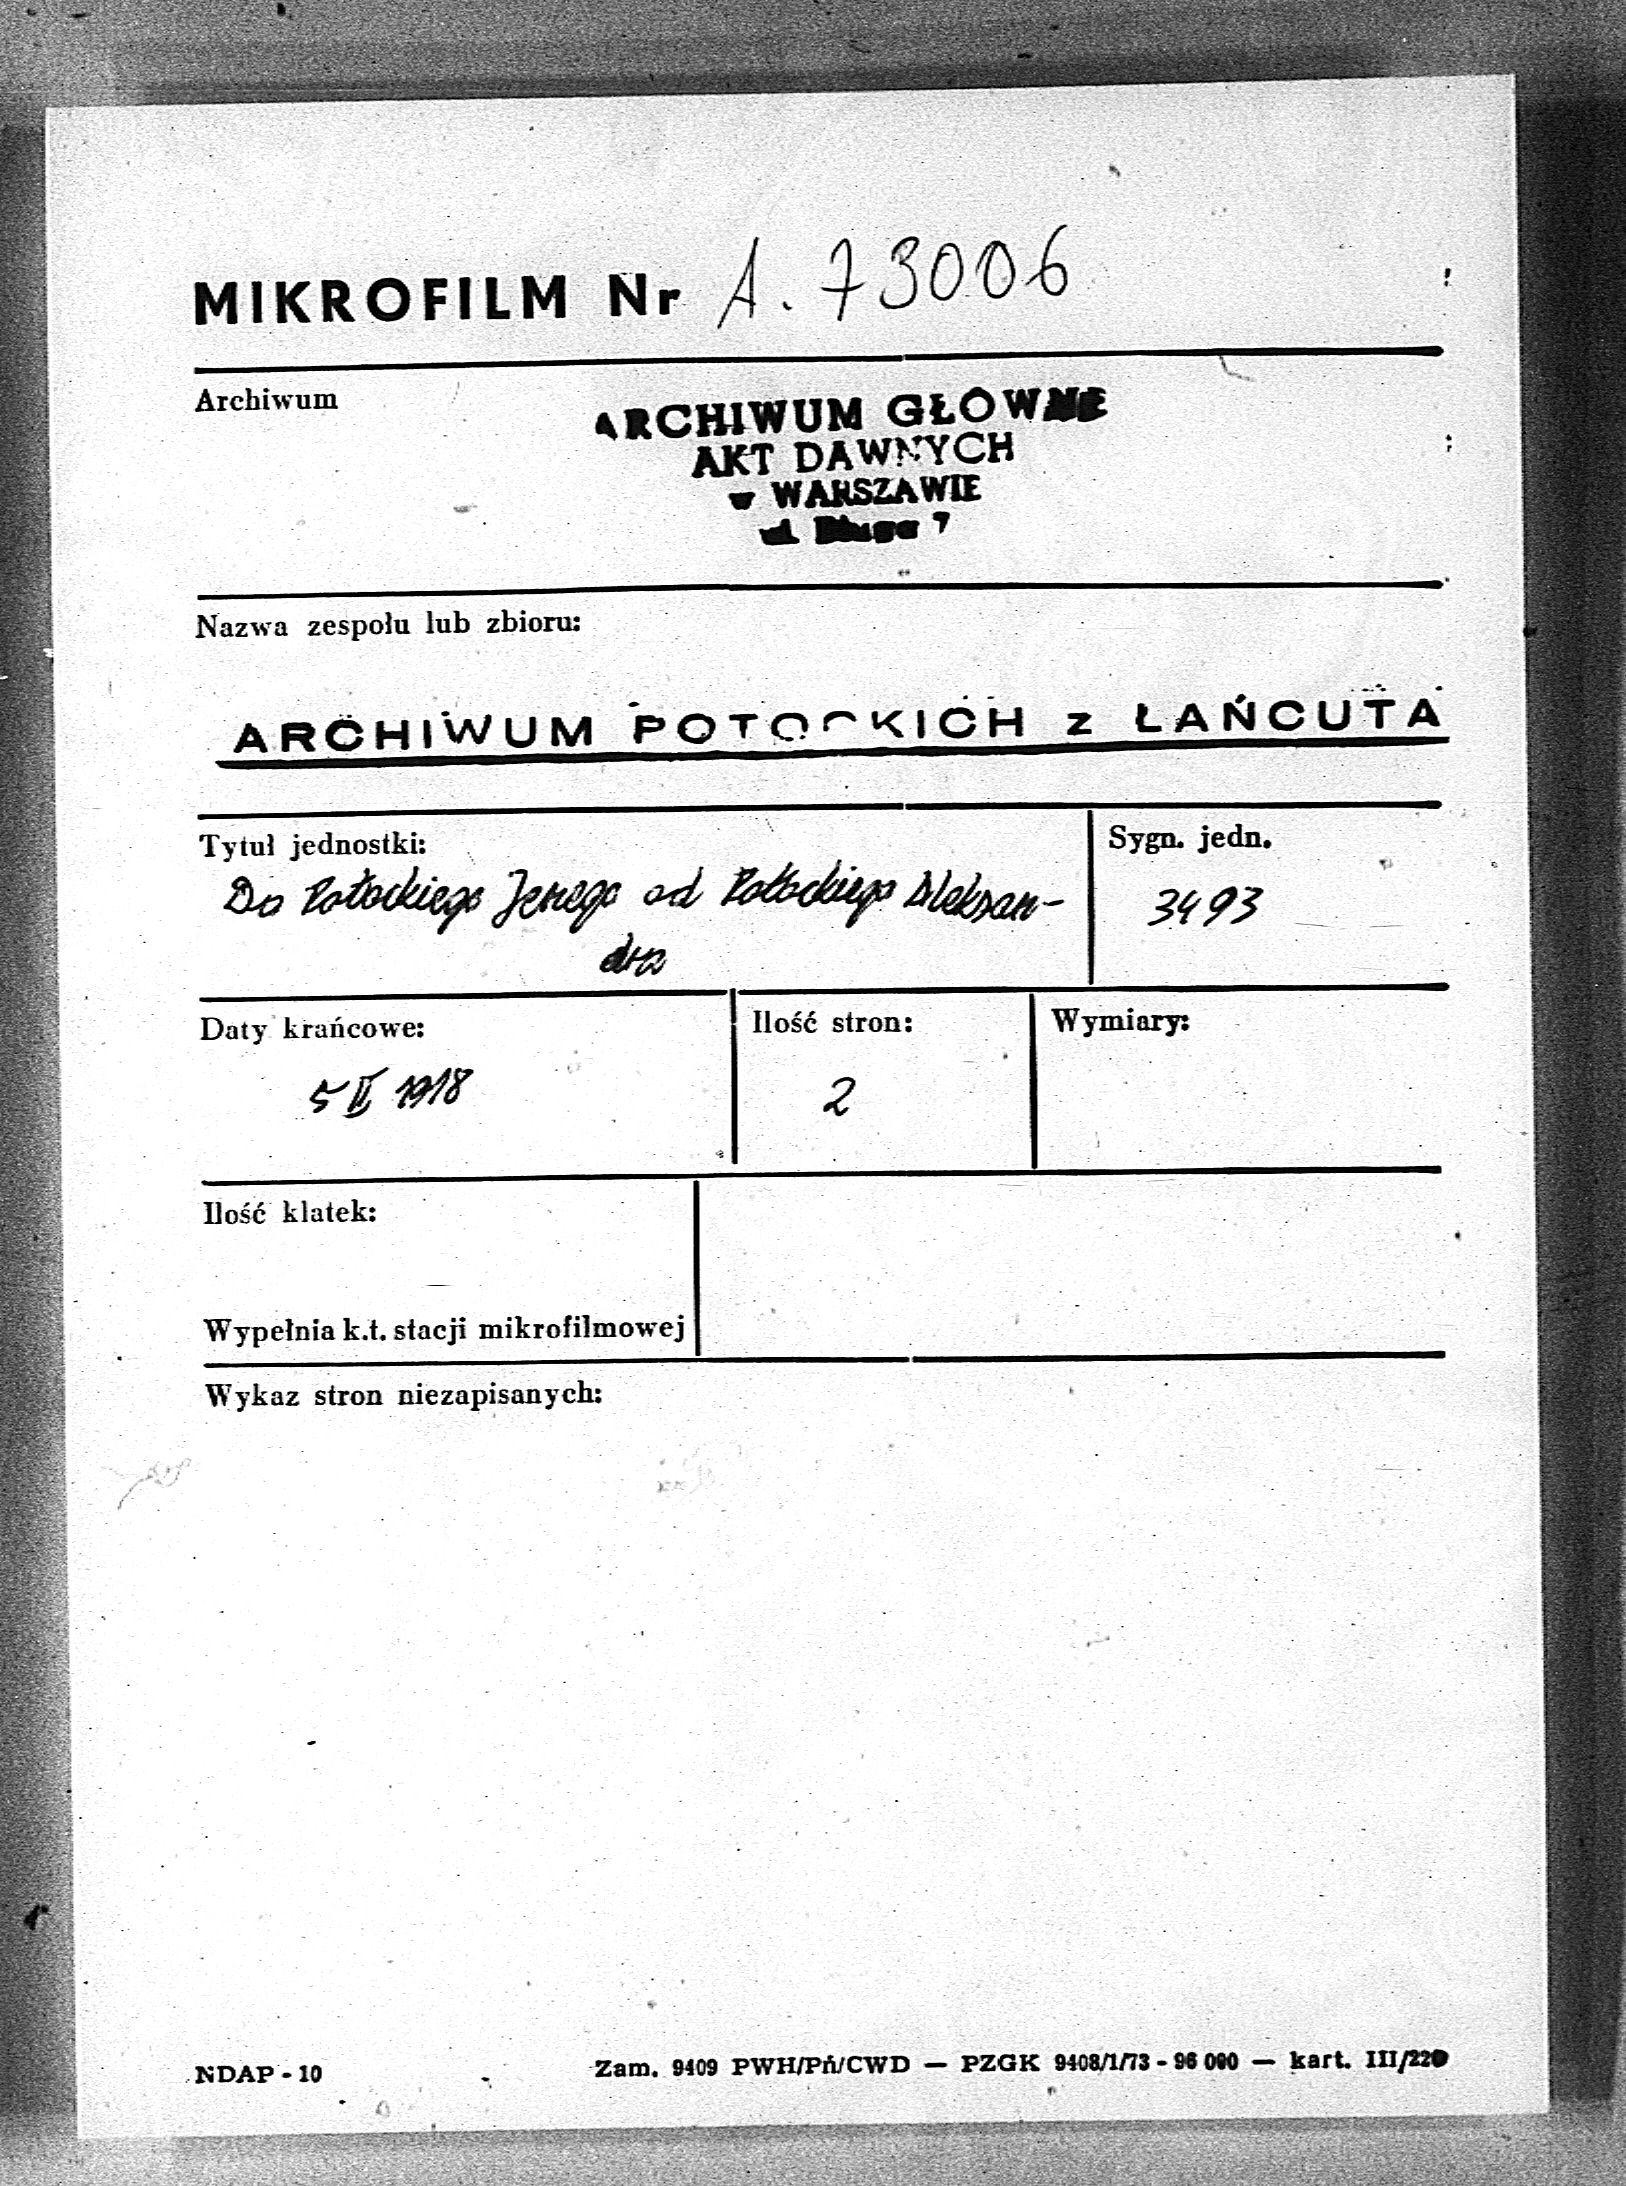 MIKROFILM Nr A. 73006
Archiwum
ARCHIWUM GŁÓWNE
AKT DAWNYCH
w WARSZAWIE
ul. Długa 7
Nazwa zespołu lub zbioru:
ARCHIWUM POTOCKICH z ŁAŃCUTA
Tytuł jednostki:
Sygn. jedn.
Do Potockiego Jerzego od Potockiego Aleksan-
dra
3493
Daty krańcowe:
Ilość stron:
Wymiary:
5 II 1918
2
Ilość klatek:
Wypełnia k.t. stacji mikrofilmowej
Wykaz stron niezapisanych:
NDAP - 10
Zam. 9409 PWH/Pń/CWD — PZGK 9408/1/73 - 96 000 — kart. III/220